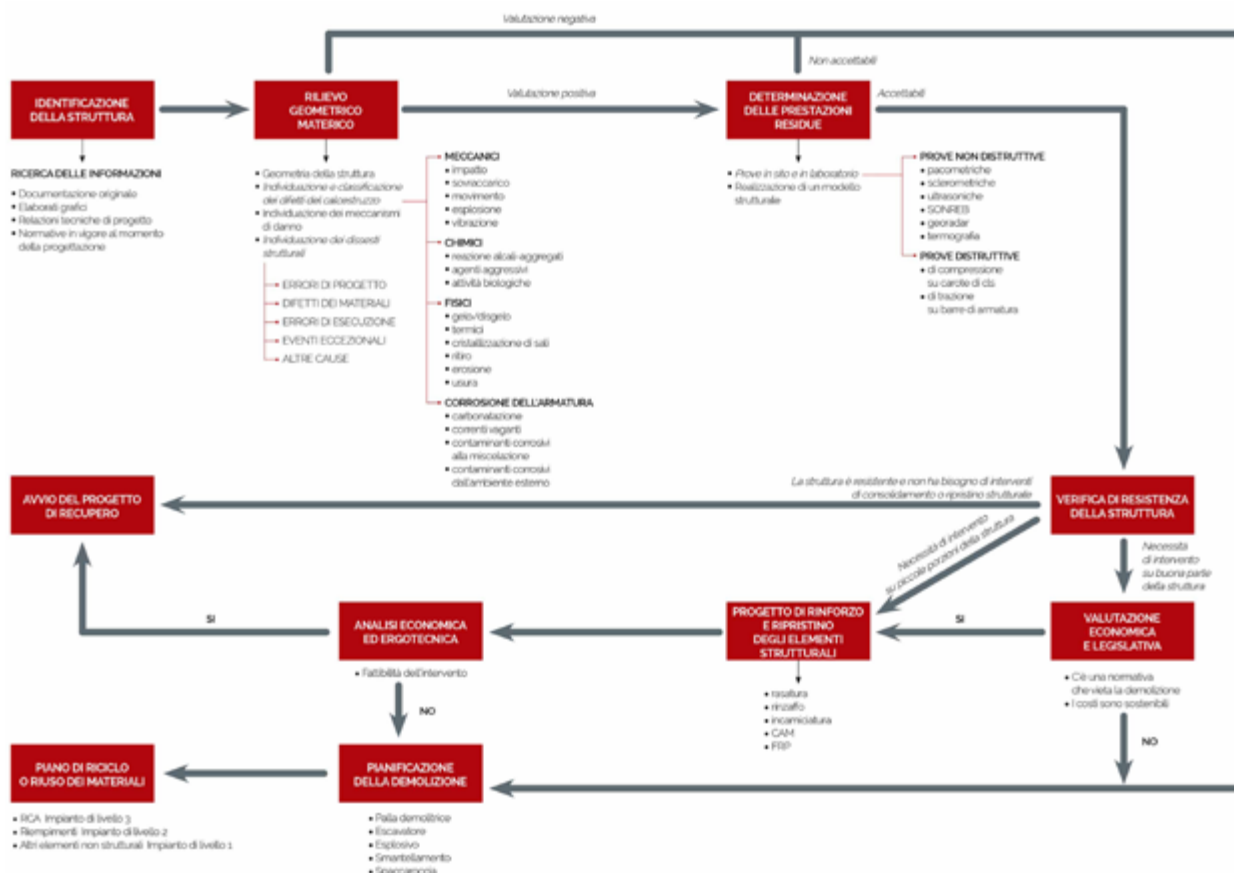 Valutazione negativa
Non accettabili
IDENTIFICAZIONE
DELLA STRUTTURA
RILIEVO
GEOMETRICO
MATERICO
Valutazione positiva
DETERMINAZIONE
DELLE PRESTAZIONI
RESIDUE
Accettabili
RICERCA DELLE INFORMAZIONI
• Documentazione originale
• Elaborati grafici
• Relazioni tecniche di progetto
• Normative in vigore al momento
della progettazione
• Geometria della struttura
• Individuazione e classificazione
dei difetti del calcestruzzo
• Individuazione dei meccanismi
di danno
• Individuazione dei dissesti
strutturali
ERRORI DI PROGETTO
DIFETTI DEI MATERIALI
ERRORI DI ESECUZIONE
EVENTI ECCEZIONALI
ALTRE CAUSE
MECCANICI
• impatto
• sovraccarico
• movimento
• esplosione
• vibrazione
CHIMICI
• reazione alcali-aggregati
• agenti aggressivi
• attività biologiche
FISICI
• gelo/disgelo
• termici
• cristallizzazione di sali
• ritiro
• erosione
• usura
CORROSIONE DELL'ARMATURA
• carbonatazione
• correnti vaganti
• contaminanti corrosivi
alla miscelazione
• contaminanti corrosivi
dall'ambiente esterno
• Prove in sito e in laboratorio
• Realizzazione di un modello
strutturale
PROVE NON DISTRUTTIVE
• pacometriche
• sclerometriche
• ultrasoniche
• SONREB
• georadar
• termografia
PROVE DISTRUTTIVE
• di compressione
su carote di cls
• di trazione
su barre di armatura
AVVIO DEL PROGETTO
DI RECUPERO
La struttura è resistente e non ha bisogno di interventi
di consolidamento o ripristino strutturale
VERIFICA DI RESISTENZA
DELLA STRUTTURA
Necessità di intervento
su piccole porzioni della struttura
Necessità
di intervento
su buona parte
della struttura
SI
ANALISI ECONOMICA
ED ERGOTECNICA
PROGETTO DI RINFORZO
E RIPRISTINO
DEGLI ELEMENTI
STRUTTURALI
SI
VALUTAZIONE
ECONOMICA
E LEGISLATIVA
• Fattibilità dell'intervento
• rasatura
• rinzaffo
• incamiciatura
• CAM
• FRP
• C'è una normativa
che vieta la demolizione
• I costi sono sostenibili
NO
NO
PIANO DI RICICLO
O RIUSO DEI MATERIALI
PIANIFICAZIONE
DELLA DEMOLIZIONE
• RCA Impianto di livello 3
• Riempimenti Impianto di livello 2
• Altri elementi non strutturali Impianto di livello 1
• Palla demolitrice
• Escavatore
• Esplosivo
• Smantellamento
• Spaccaroccia